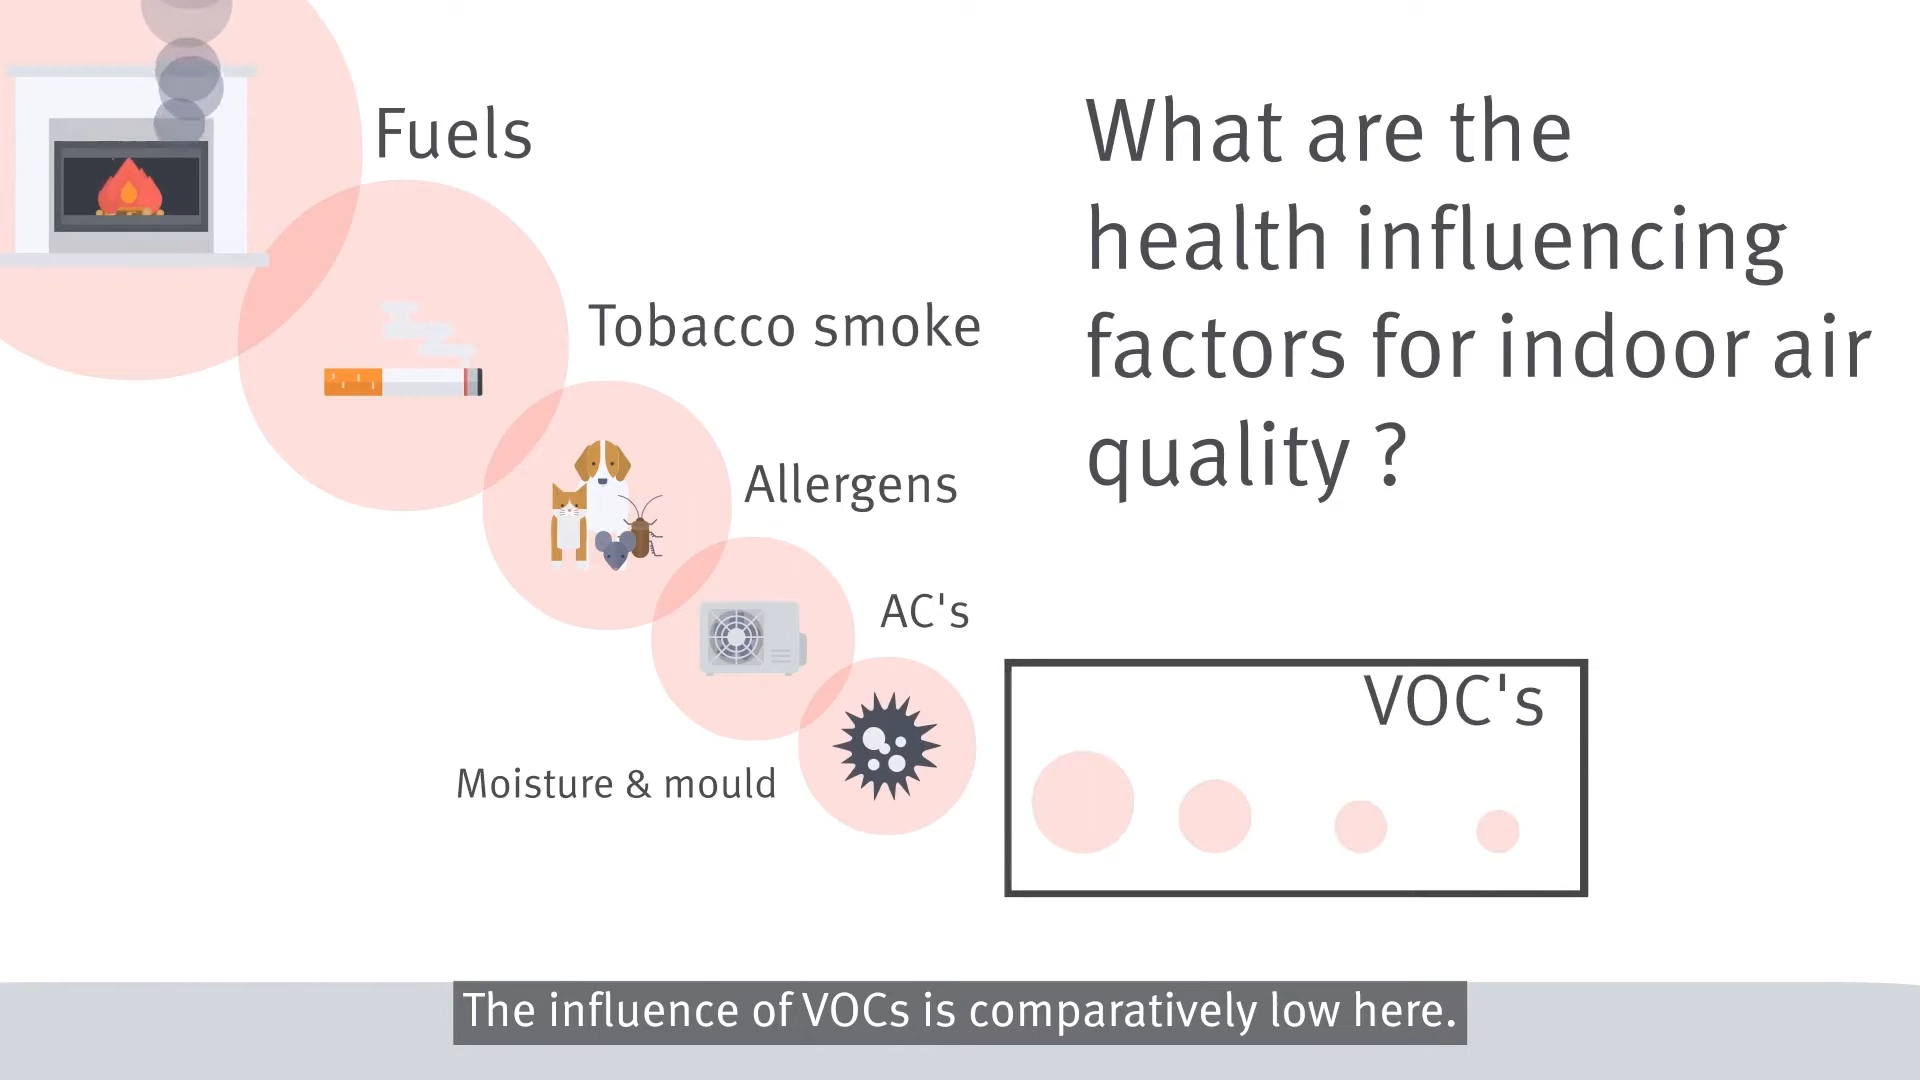 Fuels
What are the
health influencing
factors for indoor air
quality ?
Tobacco smoke
Allergens
AC's
Moisture & mould
VOC's
The influence of VOCs is comparatively low here.